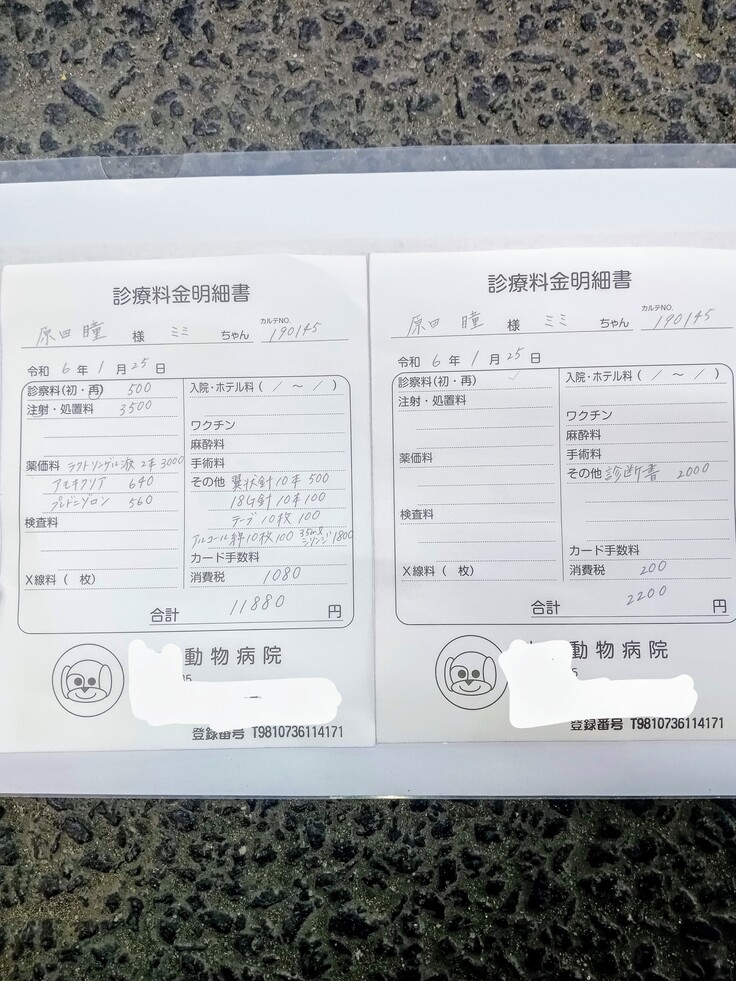 診療料金明細書
原田 瞳 様 ミミ ちゃん カルテNO. 190145
令和 6 年 1 月 25 日
診察料(初・再) 500
注射・処置料 3500
薬価料 ラクトリンゲル液 2本 3000
アモキクリア 640
プレドニゾロン 560
検査料
X線料( 枚)
入院・ホテル料( / ～ / )
ワクチン
麻酔料
手術料
その他 翼状針10本 500
18G針10本 100
テープ10枚 100
アルコール綿10枚 100 35mlシリンジ 1800
カード手数料
消費税 1080
合計 11880 円
動物病院
登録番号 T9810736114171
診療料金明細書
原田 瞳 様 ミミ ちゃん カルテNO. 190145
令和 6 年 1 月 25 日
診察料(初・再)
注射・処置料
薬価料
検査料
X線料( 枚)
入院・ホテル料( / ～ / )
ワクチン
麻酔料
手術料
その他 診断書 2000
カード手数料
消費税 200
合計 2200 円
動物病院
登録番号 T9810736114171